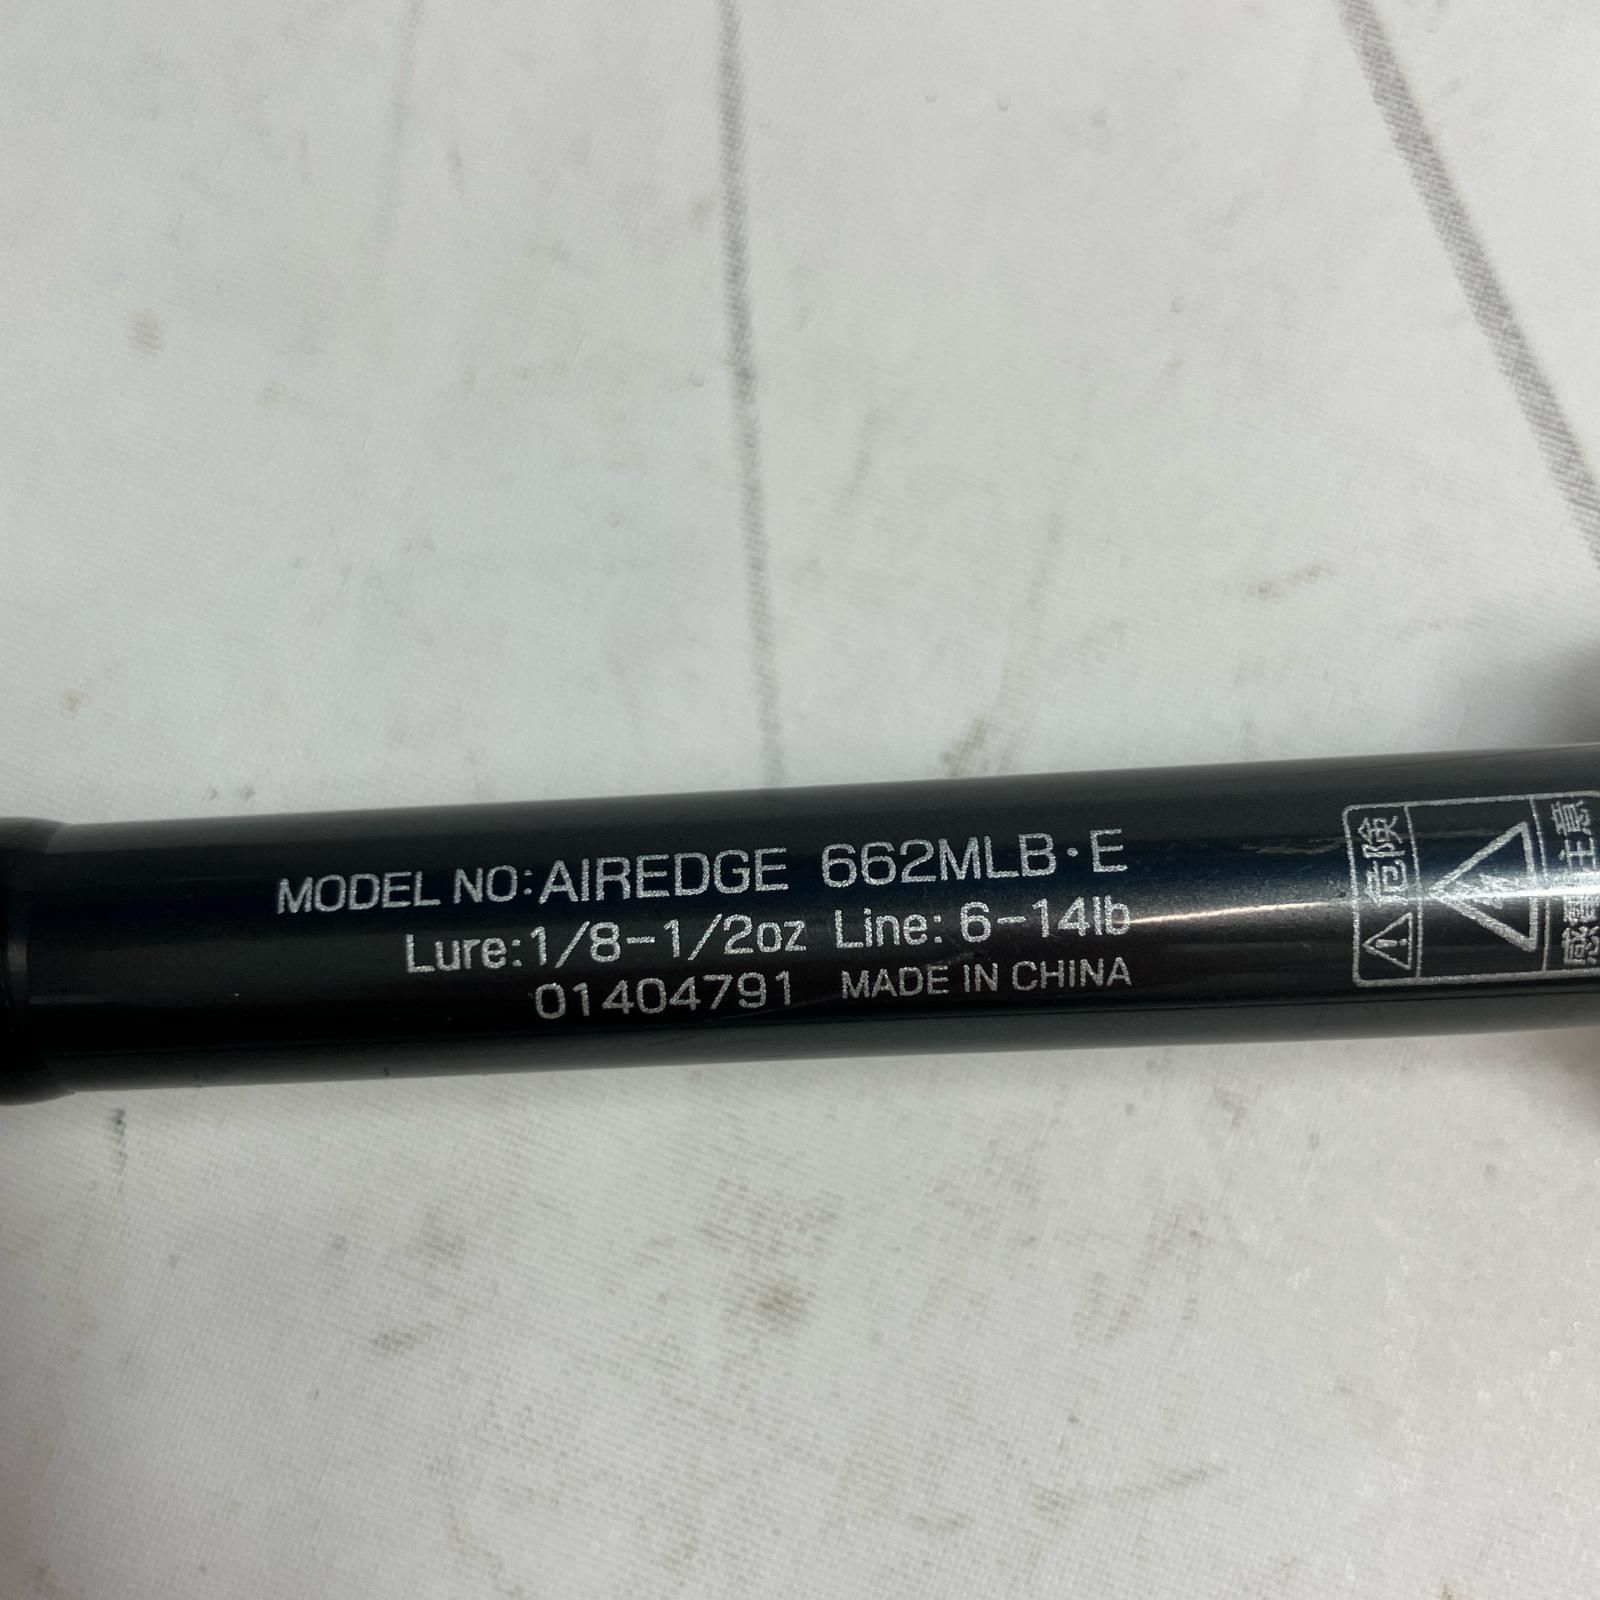 MODEL NO:AIREDGE 662MLB·E
Lure:1/8-1/2oz Line: 6-14lb
01404791 MADE IN CHINA
危険
感電注意